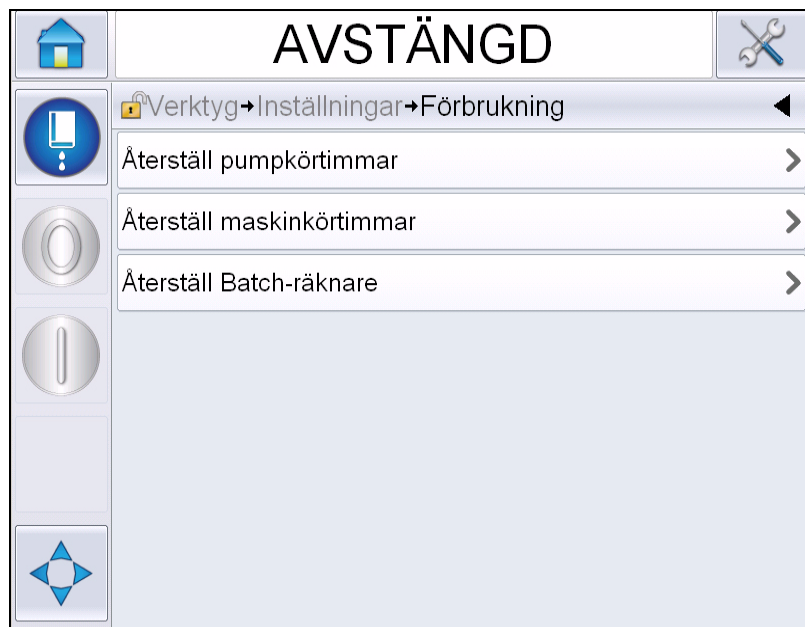 AVSTÄNGD
Verktyg→Inställningar→Förbrukning
Återställ pumpkörtimmar
Återställ maskinkörtimmar
Återställ Batch-räknare